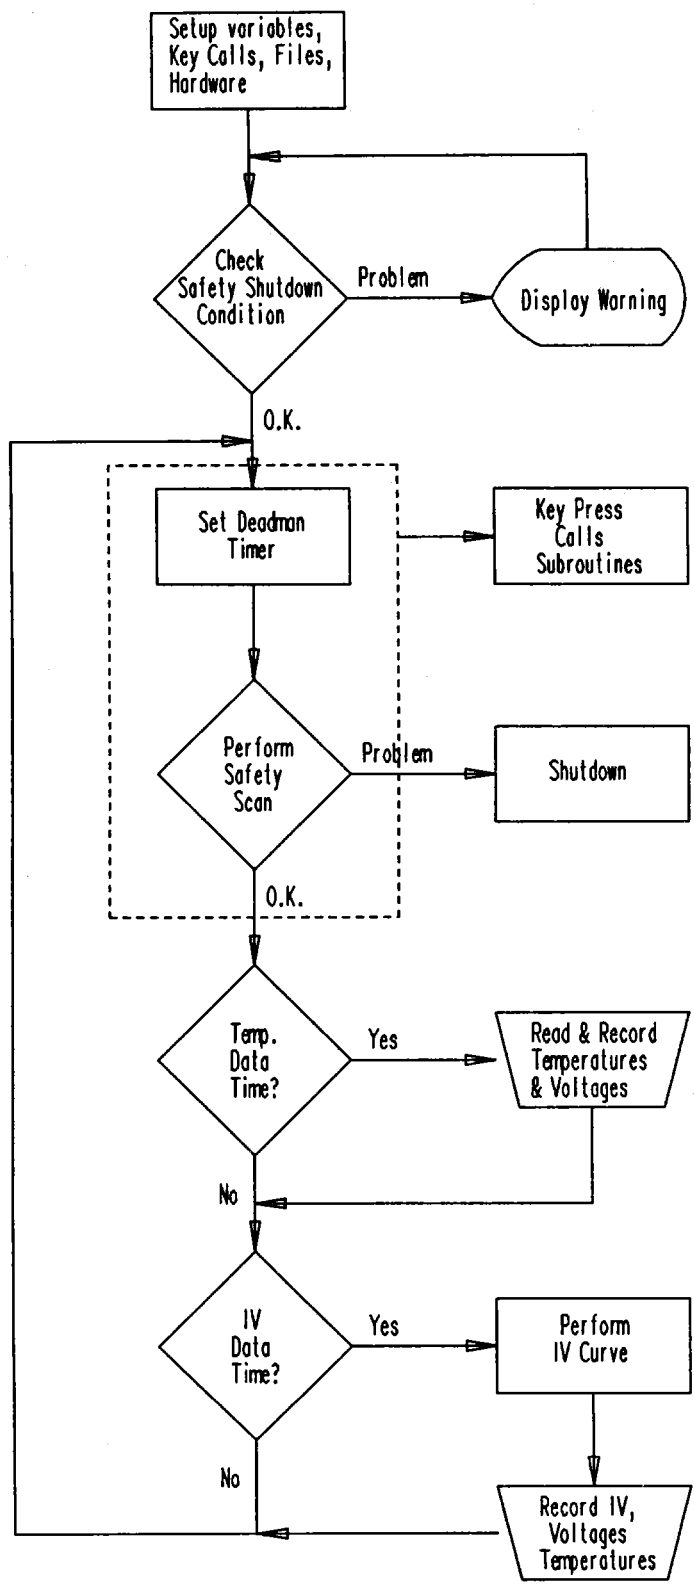 Setup variables,
Key Calls, Files,
Hardware
Check
Safety Shutdown
Condition
Problem
Display Warning
O.K.
Set Deadman
Timer
Key Press
Calls
Subroutines
Perform
Safety
Scan
Problem
Shutdown
O.K.
Temp.
Data
Time?
Yes
Read & Record
Temperatures
& Voltages
No
IV
Data
Time?
Yes
Perform
IV Curve
No
Record IV,
Voltages
Temperatures